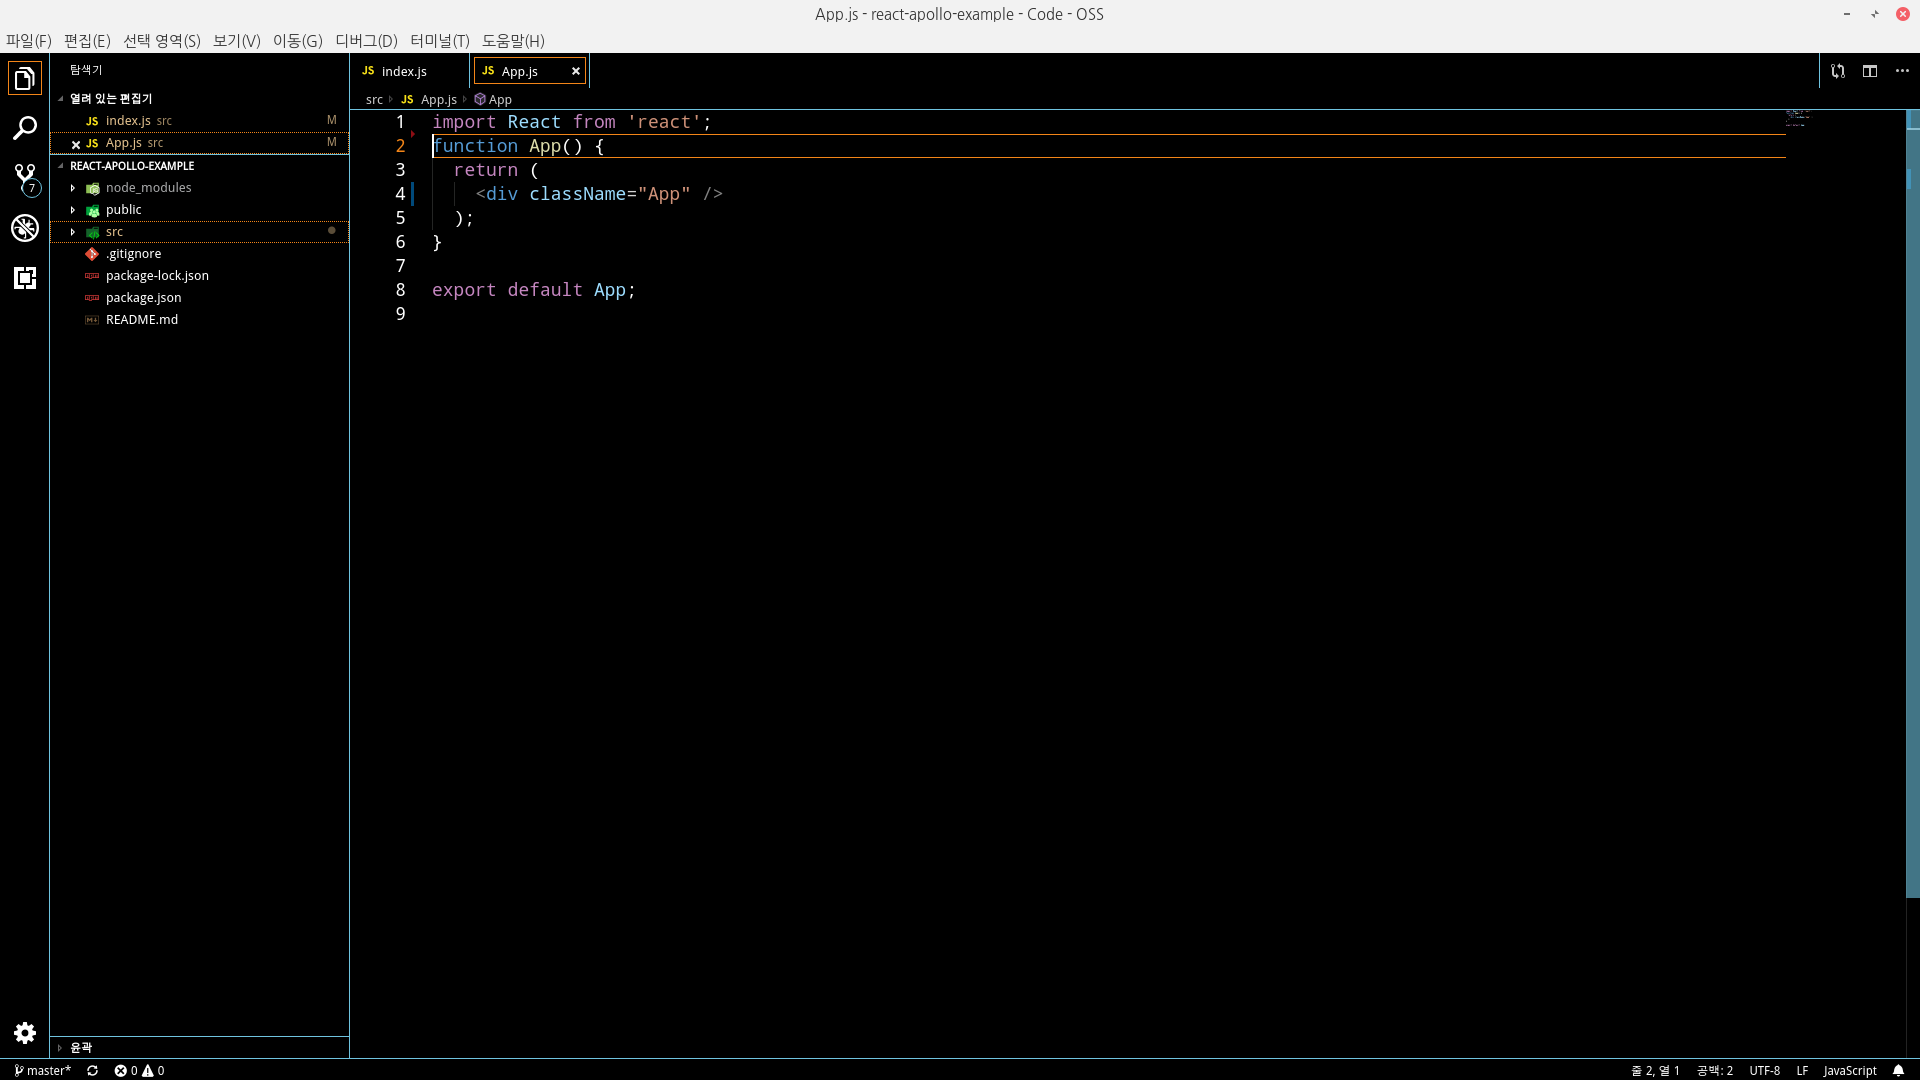 App.js - react-apollo-example - Code - OSS
파일(F) 편집(E) 선택 영역(S) 보기(V) 이동(G) 디버그(D) 터미널(T) 도움말(H)
탐색기
열려 있는 편집기
JS index.js src M
JS App.js src M
REACT-APOLLO-EXAMPLE
node_modules
public
src
.gitignore
package-lock.json
package.json
README.md
윤곽
7
JS index.js
JS App.js
src JS App.js App
1 import React from 'react';
2 function App() {
3 return (
4 <div className="App" />
5 );
6 }
7
8 export default App;
9
master* 0 0
줄 2, 열 1 공백: 2 UTF-8 LF JavaScript